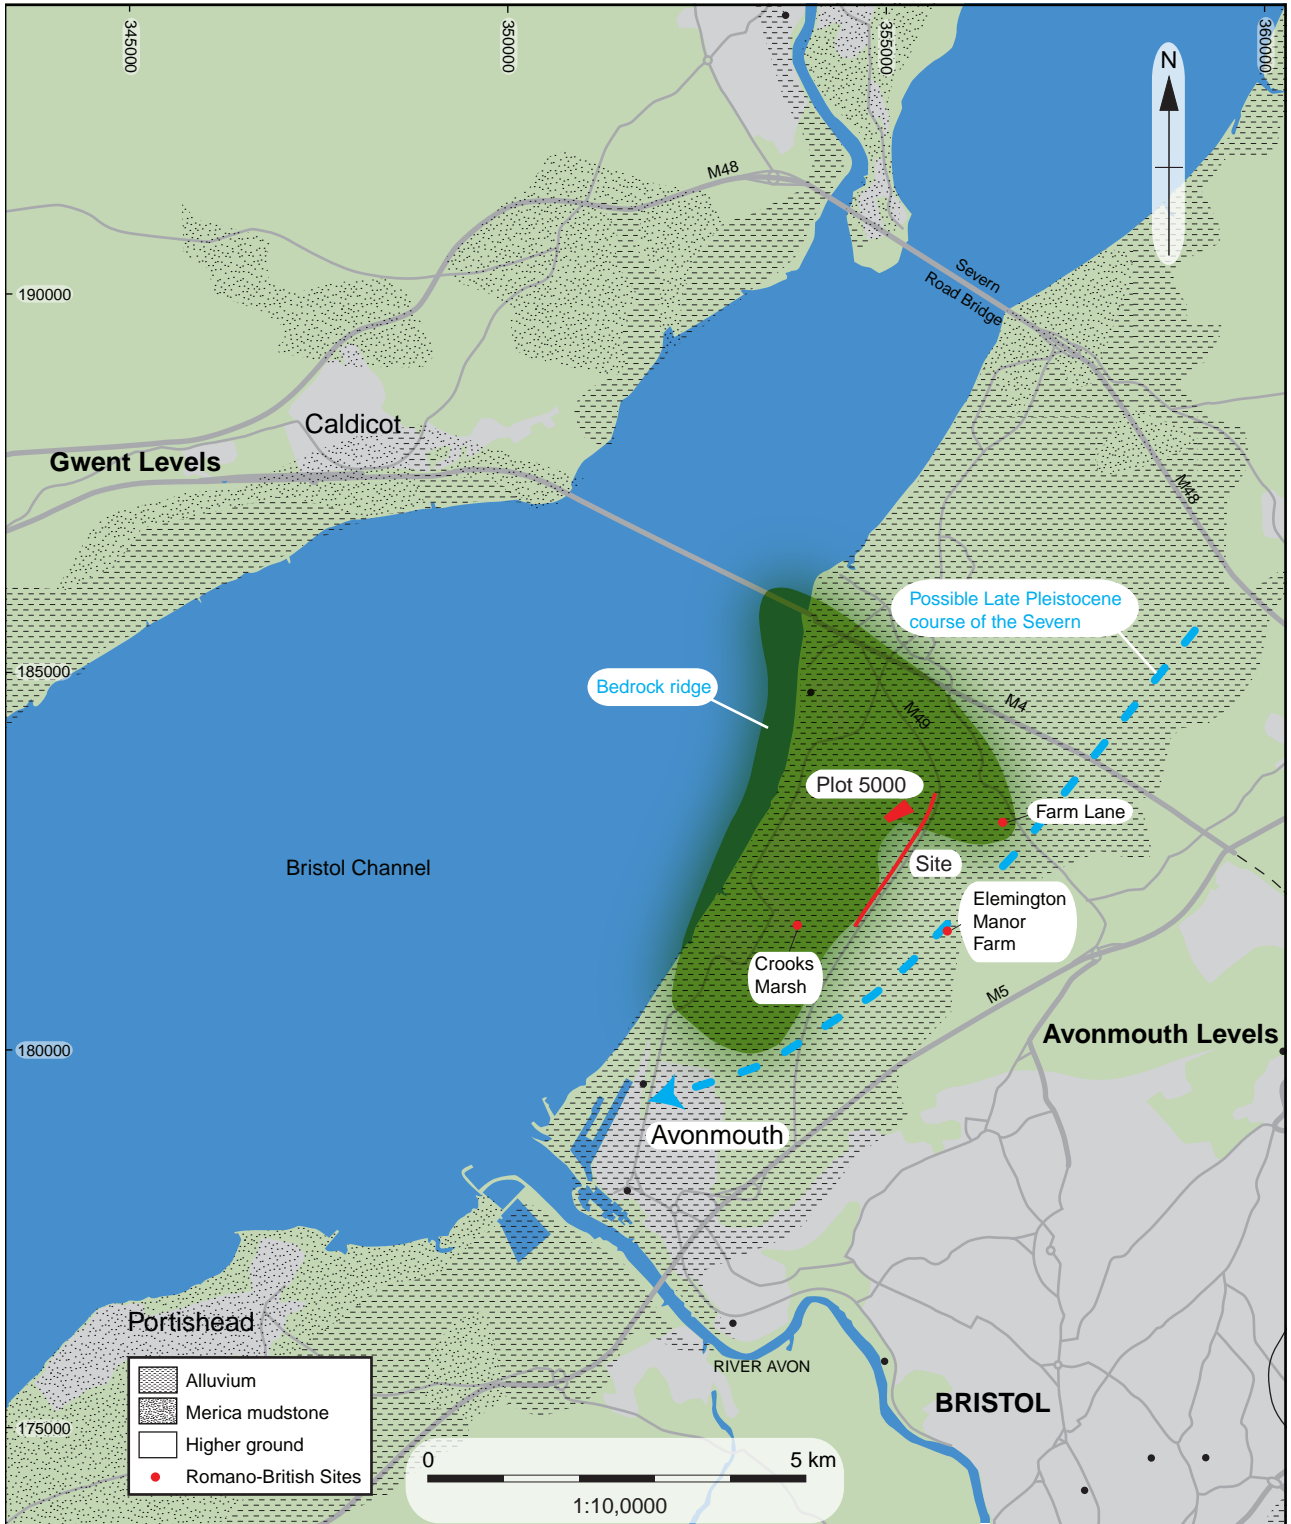 345000
350000
355000
360000
N
M48
190000
Severn
Road Bridge
Caldicot
Gwent Levels
M48
Possible Late Pleistocene
course of the Severn
185000
Bedrock ridge
M4
M49
Plot 5000
Farm Lane
Site
Bristol Channel
Elemington
Manor
Farm
Crooks
Marsh
M5
180000
Avonmouth Levels
Avonmouth
Portishead
RIVER AVON
BRISTOL
175000
Alluvium
Merica mudstone
Higher ground
Romano-British Sites
0
5 km
1:10,0000